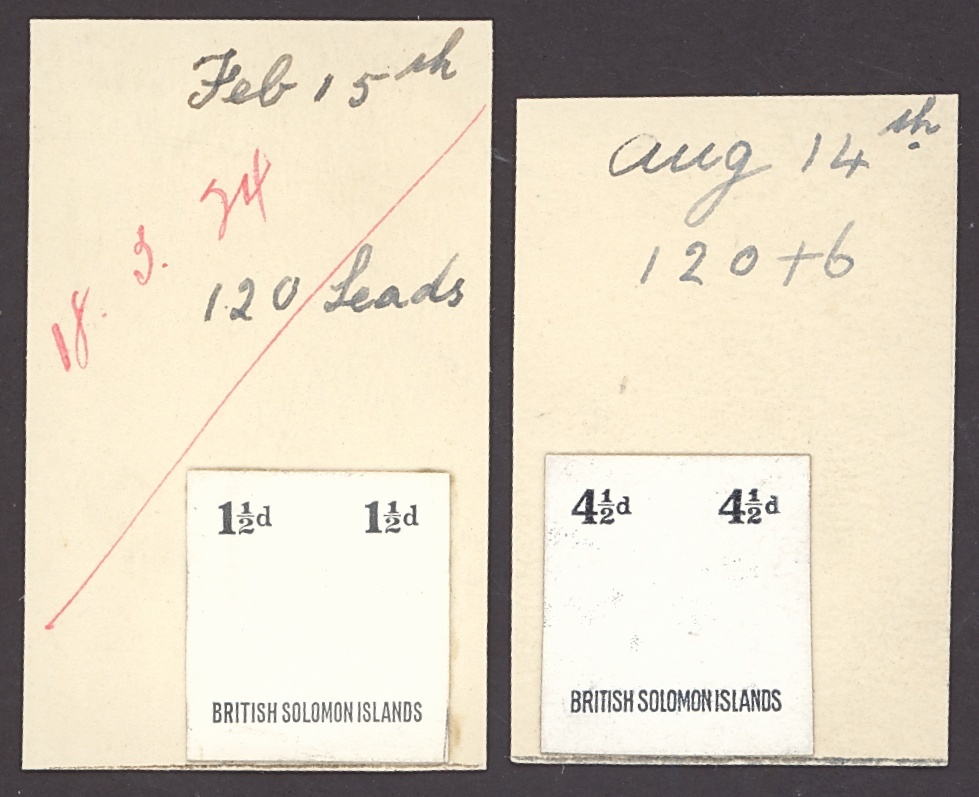 Feb 15th
18. 3. 24
120 Leads
1½d 1½d
BRITISH SOLOMON ISLANDS
Aug 14th
120+6
4½d 4½d
BRITISH SOLOMON ISLANDS